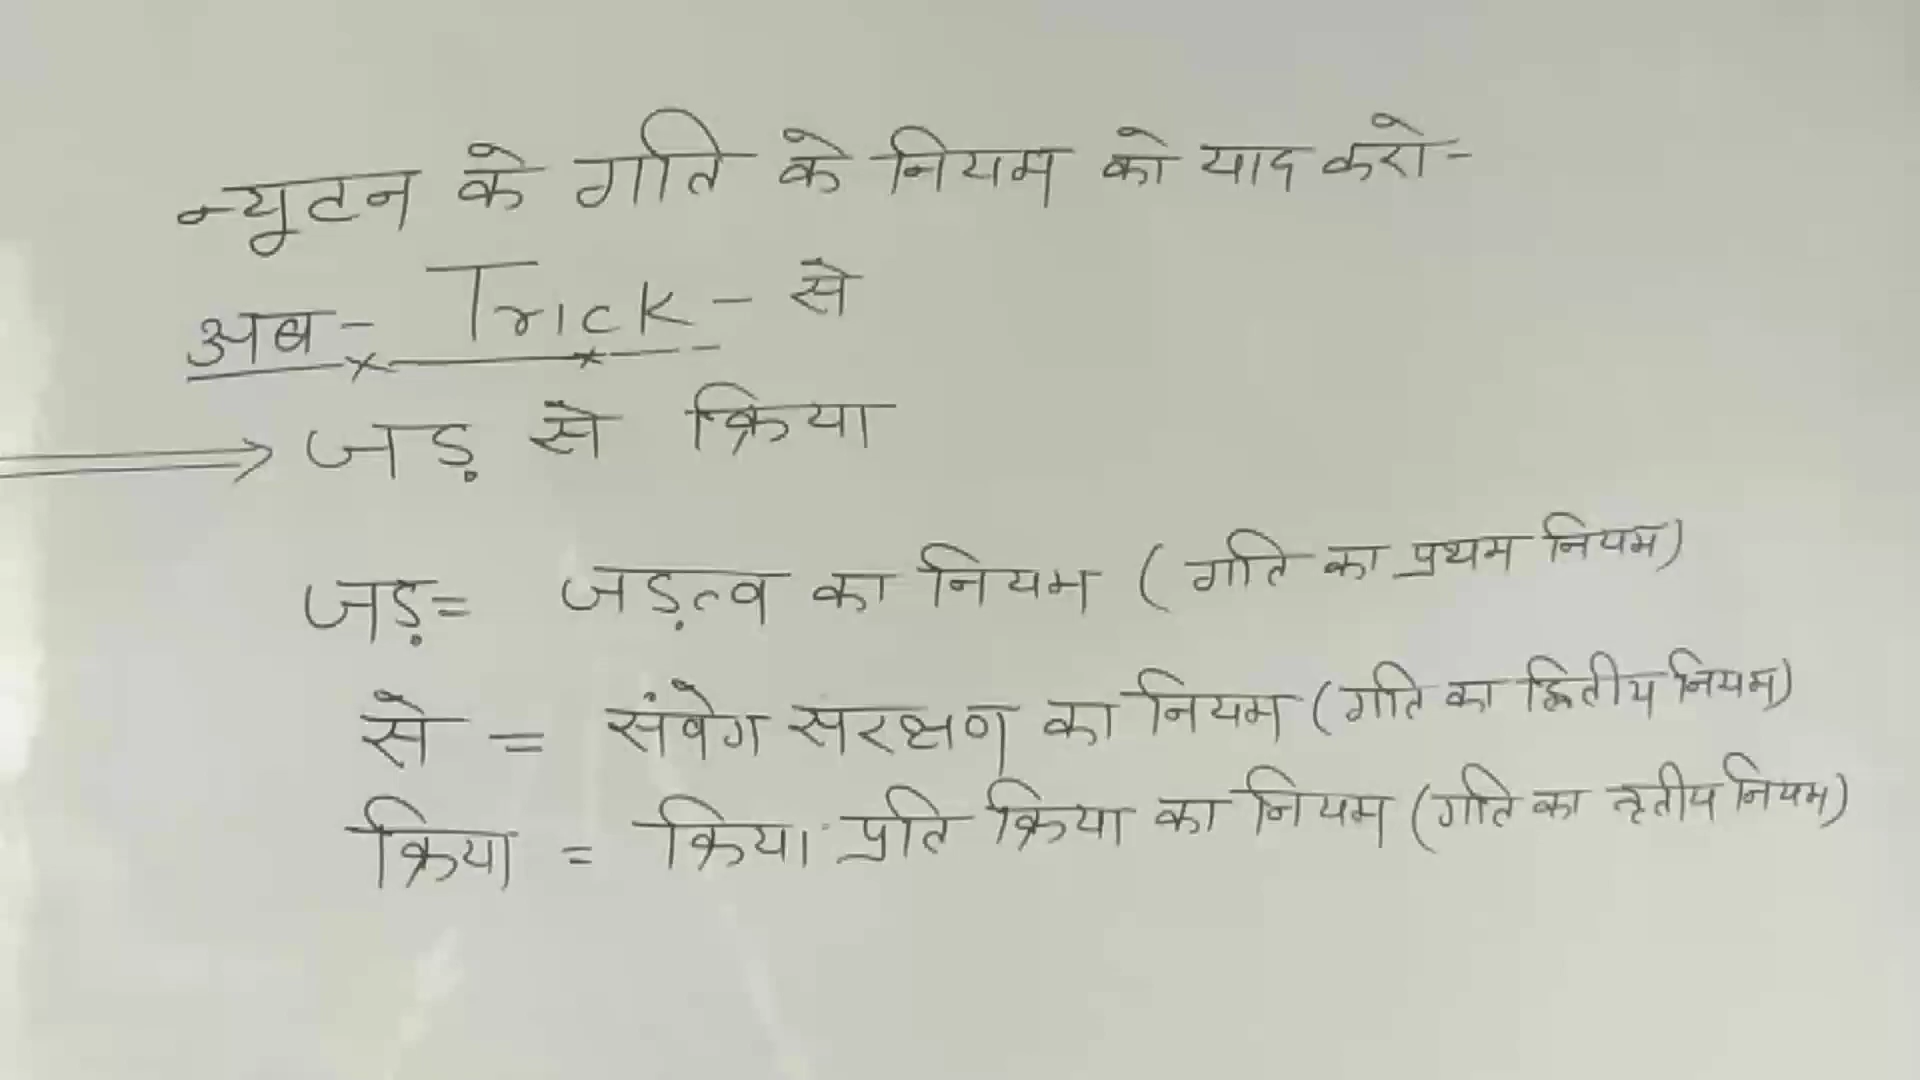 न्यूटन के गति के नियम को याद करो-
अब - Trick - से
जड़ से क्रिया
जड़ = जड़त्व का नियम ( गति का प्रथम नियम)
से = संवेग सरक्षण का नियम (गति का द्वितीय नियम)
क्रिया = क्रिया प्रति क्रिया का नियम (गति का तृतीय नियम)